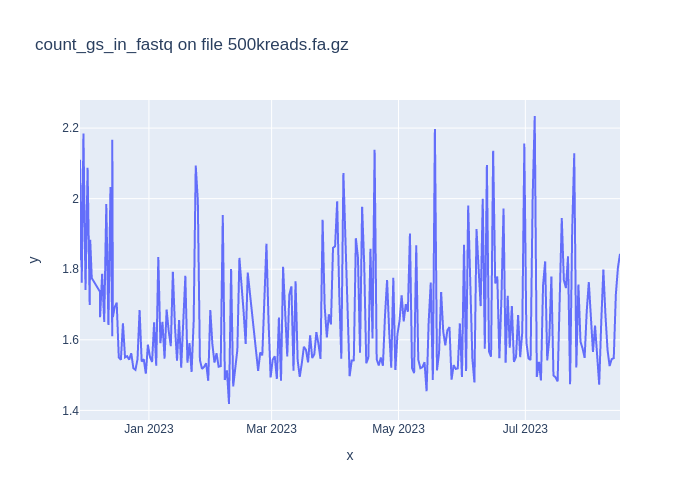 count_gs_in_fastq on file 500kreads.fa.gz
2.2
2
1.8
1.6
1.4
y
Jan 2023
Mar 2023
May 2023
Jul 2023
x